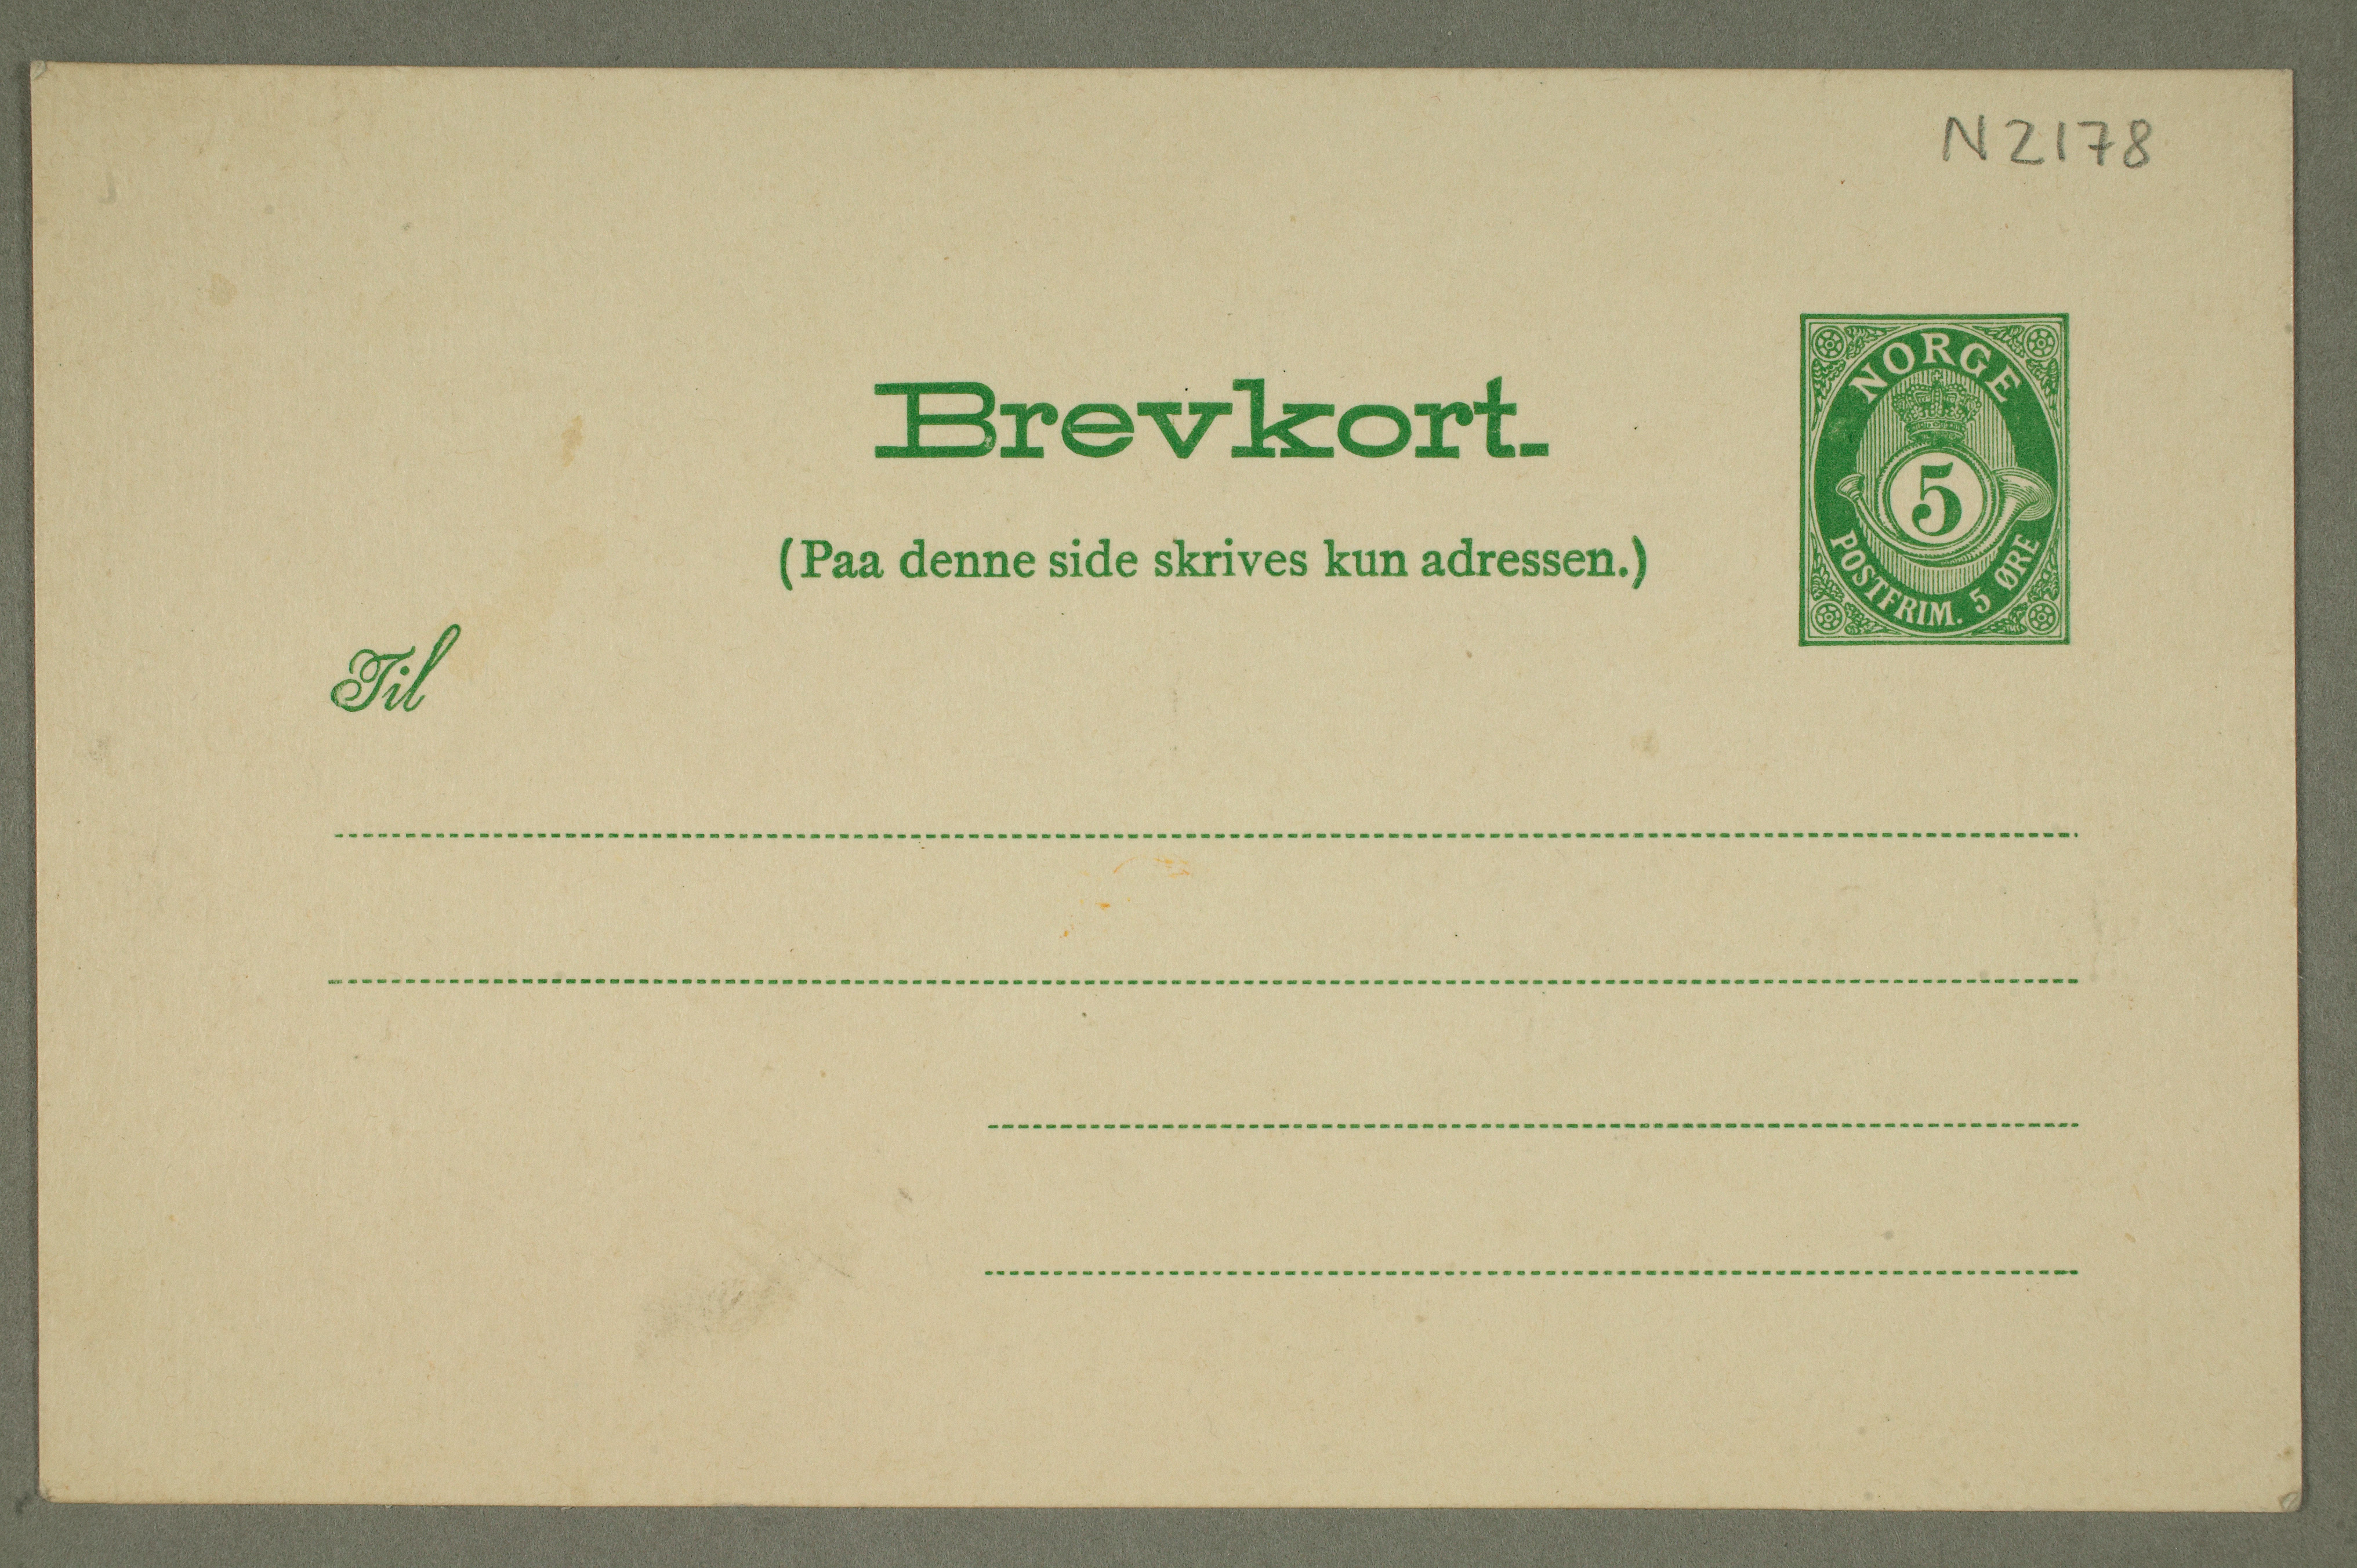 N2178
Brevkort.
(Paa denne side skrives kun adressen.)
NORGE
5
POSTFRIM. 5 ØRE
Til